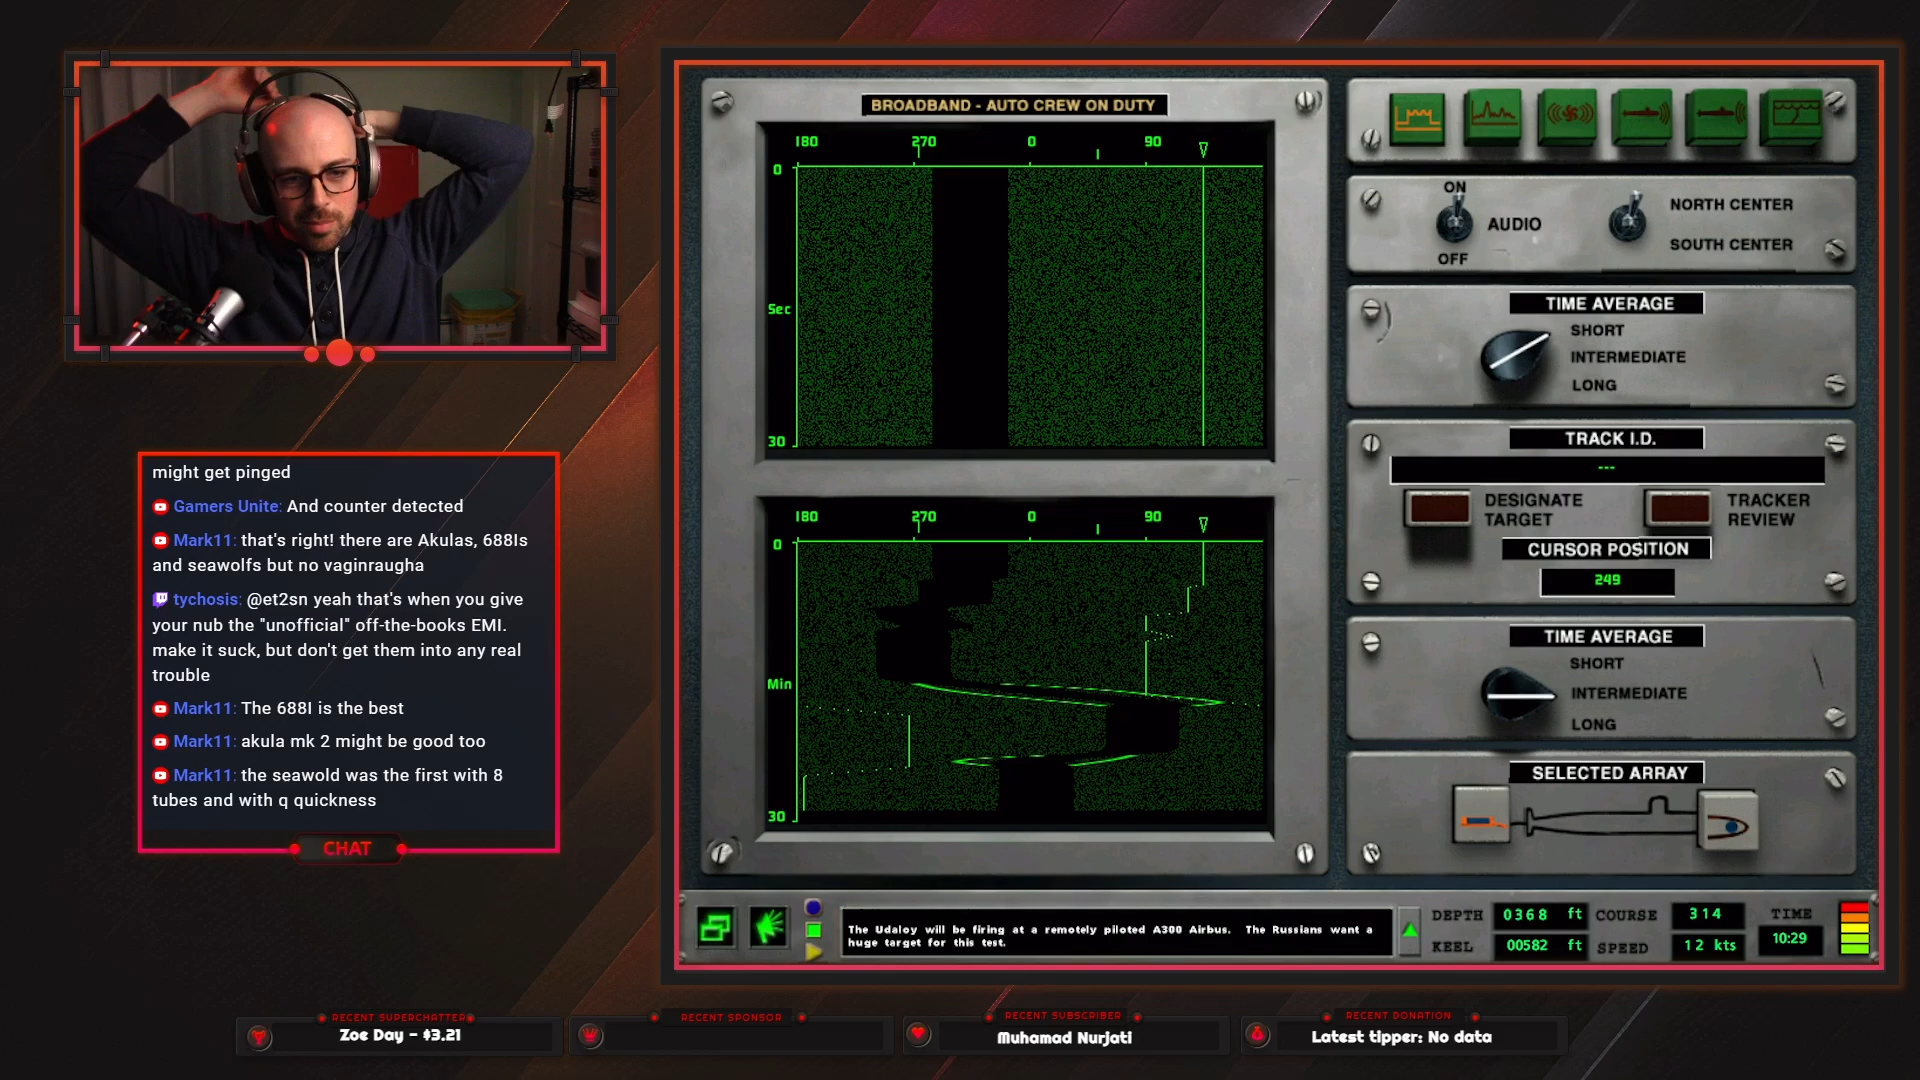 might get pinged
Gamers Unite: And counter detected
Mark11: that's right! there are Akulas, 688Is
and seawolfs but no vaginraugha
tychosis: @et2sn yeah that's when you give
your nub the "unofficial" off-the-books EMI.
make it suck, but don't get them into any real
trouble
Mark11: The 688I is the best
Mark11: akula mk 2 might be good too
Mark11: the seawold was the first with 8
tubes and with q quickness
CHAT
BROADBAND - AUTO CREW ON DUTY
180 270 0 90
0
Sec
30
180 270 0 90
0
Min
30
ON
AUDIO
OFF
NORTH CENTER
SOUTH CENTER
TIME AVERAGE
SHORT
INTERMEDIATE
LONG
TRACK I.D.
---
DESIGNATE
TARGET
TRACKER
REVIEW
CURSOR POSITION
249
TIME AVERAGE
SHORT
INTERMEDIATE
LONG
SELECTED ARRAY
The Udaloy will be firing at a remotely piloted A300 Airbus. The Russians want a
huge target for this test.
DEPTH 0368 ft COURSE 314 TIME
KEEL 00582 ft SPEED 12 kts 10:29
RECENT SUPERCHATTER
Zoe Day - $3.21
RECENT SPONSOR
RECENT SUBSCRIBER
Muhamad Nurjati
RECENT DONATION
Latest tipper: No data